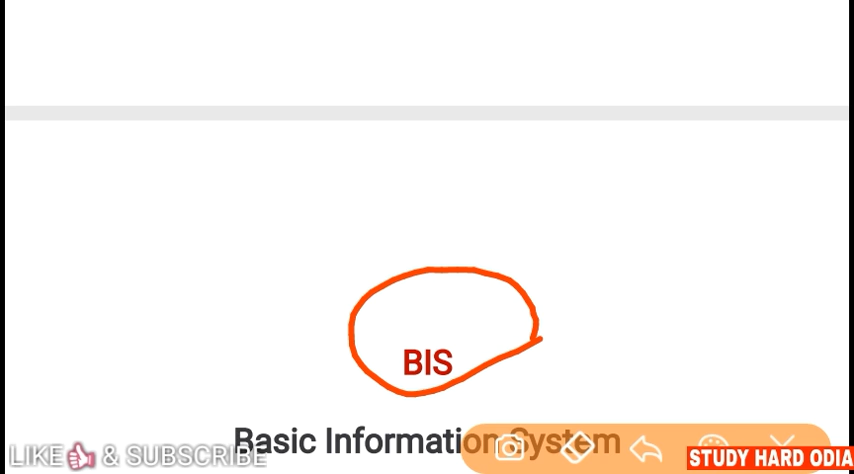 BIS
Basic Information System
LIKE & SUBSCRIBE
STUDY HARD ODIA